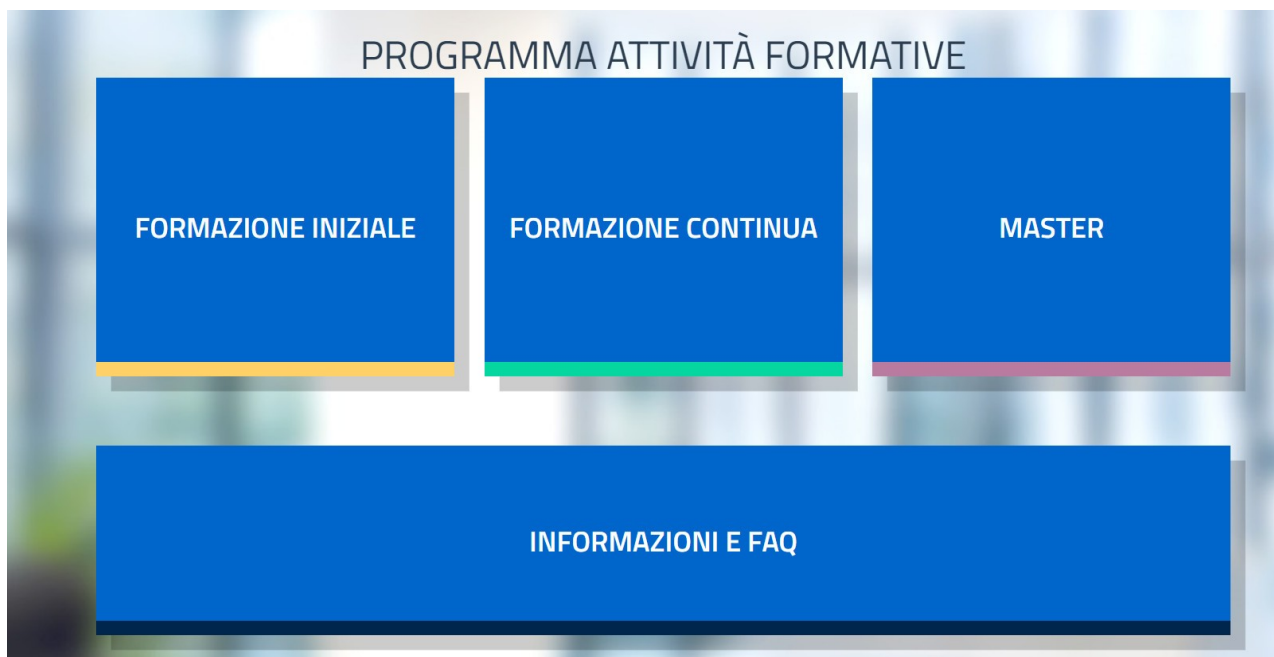 PROGRAMMA ATTIVITÀ FORMATIVE
FORMAZIONE INIZIALE
FORMAZIONE CONTINUA
MASTER
INFORMAZIONI E FAQ